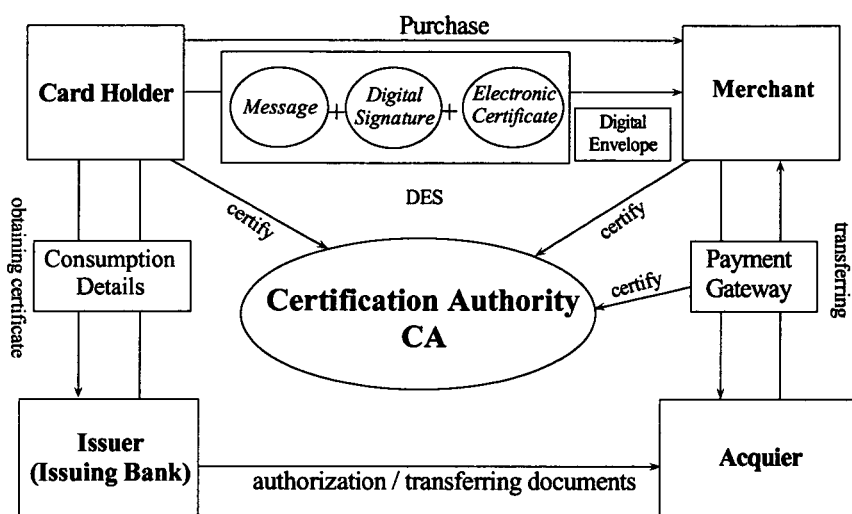 Purchase
Card Holder
Message
+
Digital
Signature
+
Electronic
Certificate
Merchant
Digital
Envelope
DES
certify
certify
certify
obtaining certificate
Consumption
Details
Certification Authority
CA
Payment
Gateway
transferring
Issuer
(Issuing Bank)
authorization / transferring documents
Acquier